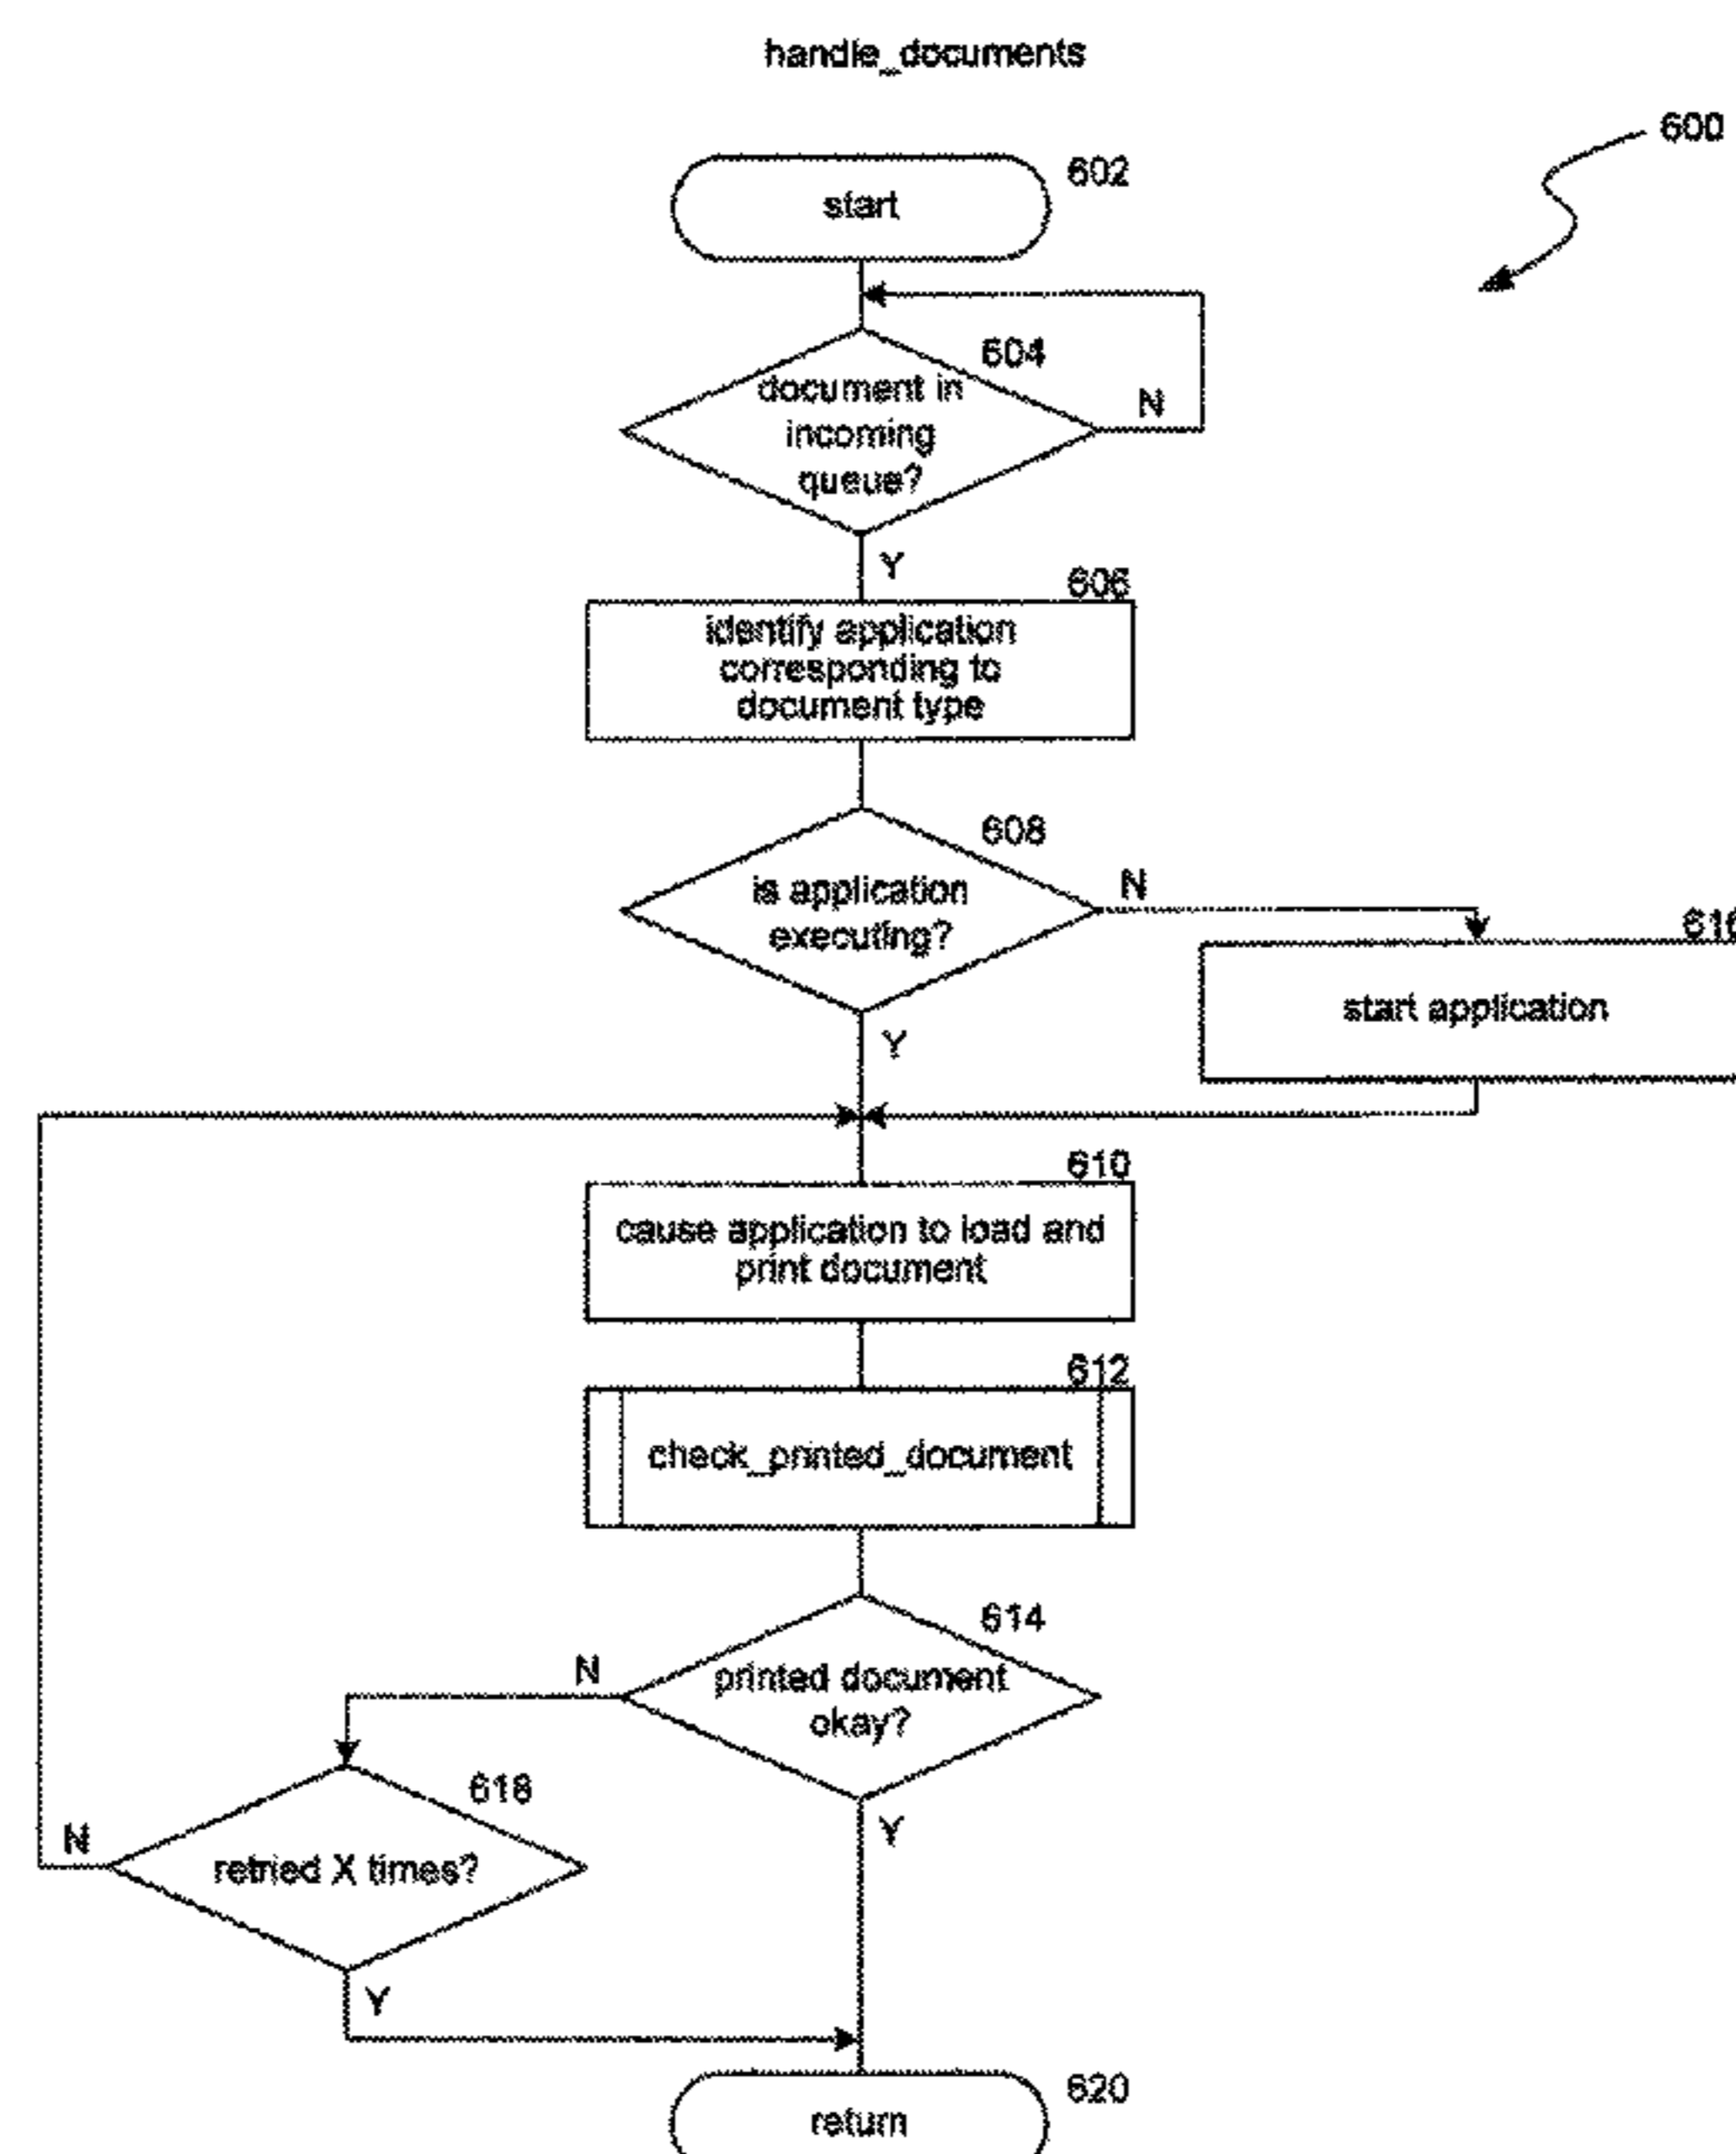 handle_documents
600
602
start
604
document in
incoming
queue?
N
Y
606
identify application
corresponding to
document type
608
is application
executing?
N
Y
616
start application
610
cause application to load and
print document
612
check_printed_document
614
printed document
okay?
N
Y
618
retried X times?
N
Y
620
return